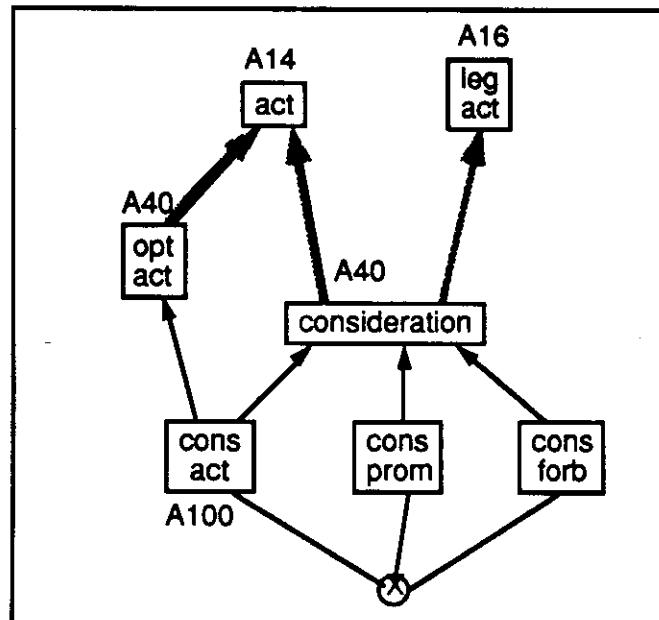 A16
A14
leg
act
act
A40
opt
act
A40
consideration
cons
act
cons
prom
cons
forb
A100
X